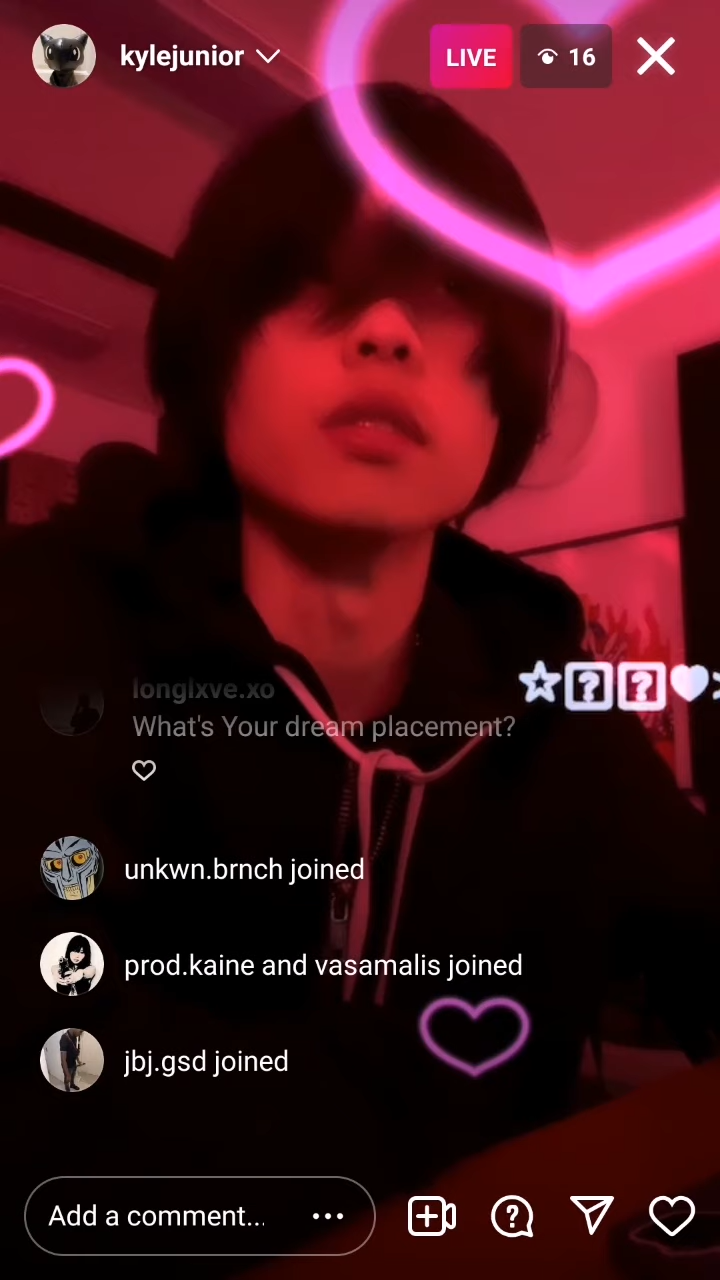 kylejunior
LIVE
16
longlxve.xo
What's Your dream placement?
unkwn.brnch joined
prod.kaine and vasamalis joined
jbj.gsd joined
Add a comment...